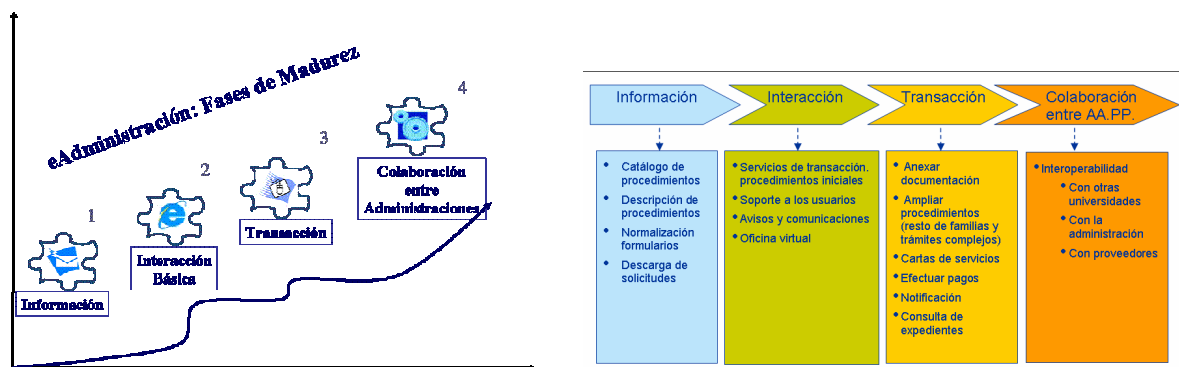 eAdministración: Fases de Madurez
1
Información
2
Interacción
Básica
3
Transacción
4
Colaboración
entre
Administraciones
Información
• Catálogo de
procedimientos
• Descripción de
procedimientos
• Normalización
formularios
• Descarga de
solicitudes
Interacción
• Servicios de transacción.
procedimientos iniciales
• Soporte a los usuarios
• Avisos y comunicaciones
• Oficina virtual
Transacción
• Anexar
documentación
• Ampliar
procedimientos
(resto de familias y
trámites complejos)
• Cartas de servicios
• Efectuar pagos
• Notificación
• Consulta de
expedientes
Colaboración
entre AA.PP.
• Interoperabilidad
• Con otras
universidades
• Con la
administración
• Con proveedores